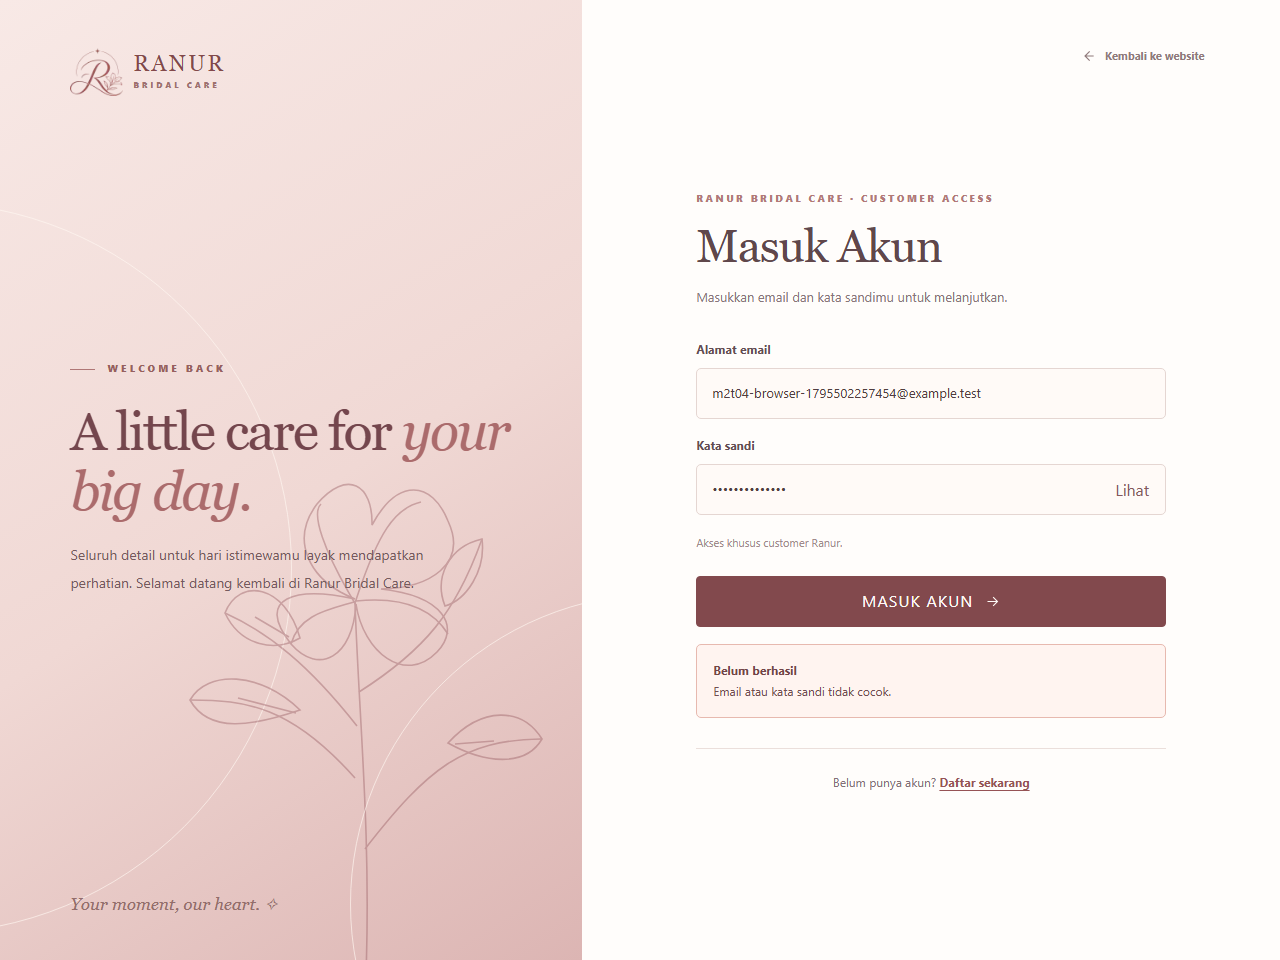 RANUR
BRIDAL CARE
WELCOME BACK
A little care for your
big day.
Seluruh detail untuk hari istimewamu layak mendapatkan
perhatian. Selamat datang kembali di Ranur Bridal Care.
Your moment, our heart.
← Kembali ke website
RANUR BRIDAL CARE · CUSTOMER ACCESS
Masuk Akun
Masukkan email dan kata sandimu untuk melanjutkan.
Alamat email
m2t04-browser-1795502257454@example.test
Kata sandi
•••••••••••••• Lihat
Akses khusus customer Ranur.
MASUK AKUN →
Belum berhasil
Email atau kata sandi tidak cocok.
Belum punya akun? Daftar sekarang